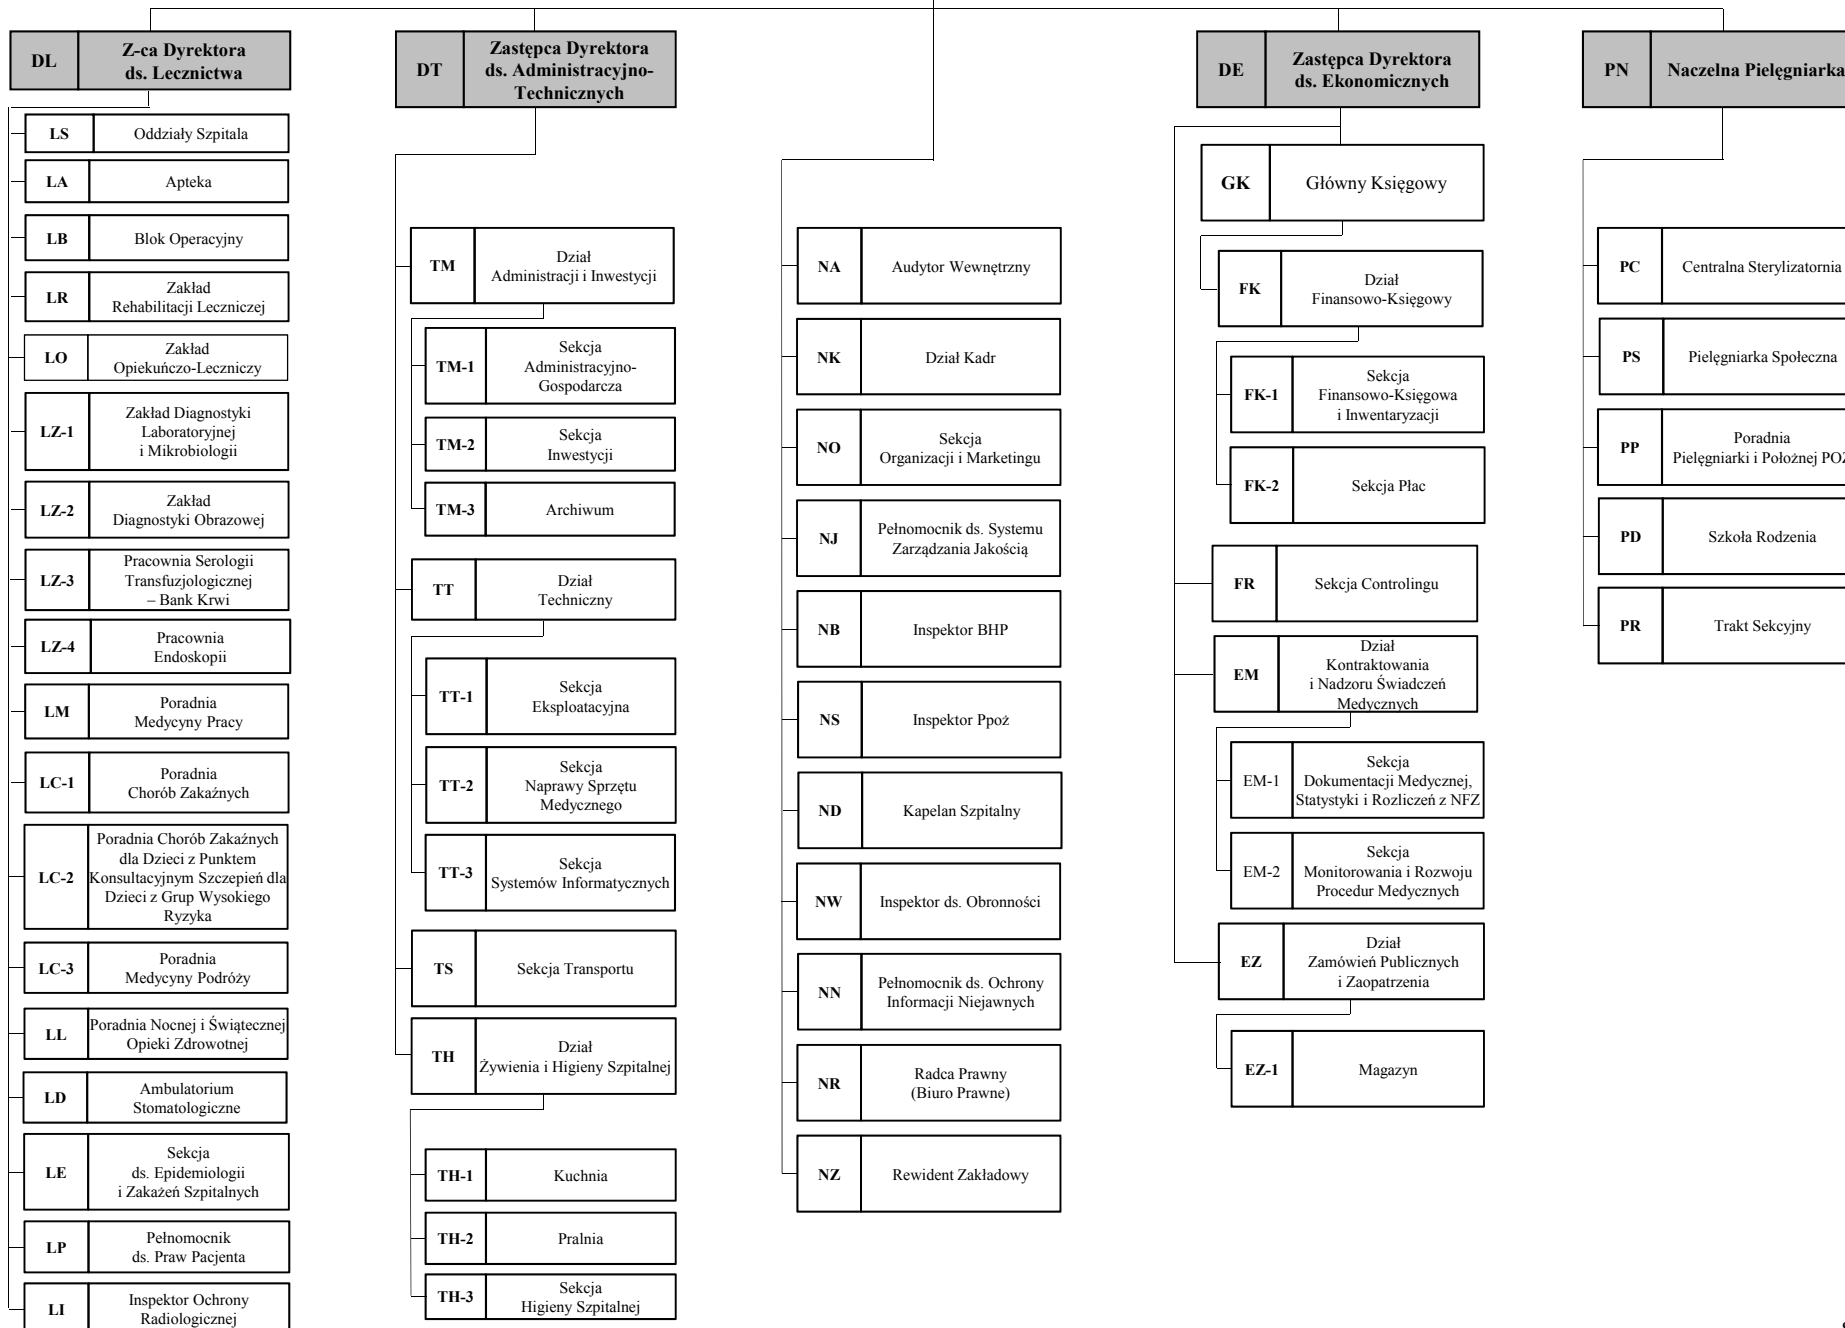 DL
Z-ca Dyrektora
ds. Lecznictwa
LS
Oddziały Szpitala
LA
Apteka
LB
Blok Operacyjny
LR
Zakład
Rehabilitacji Leczniczej
LO
Zakład
Opiekuńczo-Leczniczy
LZ-1
Zakład Diagnostyki
Laboratoryjnej
i Mikrobiologii
LZ-2
Zakład
Diagnostyki Obrazowej
LZ-3
Pracownia Serologii
Transfuzjologicznej
– Bank Krwi
LZ-4
Pracownia
Endoskopii
LM
Poradnia
Medycyny Pracy
LC-1
Poradnia
Chorób Zakaźnych
LC-2
Poradnia Chorób Zakaźnych
dla Dzieci z Punktem
Konsultacyjnym Szczepień dla
Dzieci z Grup Wysokiego
Ryzyka
LC-3
Poradnia
Medycyny Podróży
LL
Poradnia Nocnej i Świątecznej
Opieki Zdrowotnej
LD
Ambulatorium
Stomatologiczne
LE
Sekcja
ds. Epidemiologii
i Zakażeń Szpitalnych
LP
Pełnomocnik
ds. Praw Pacjenta
LI
Inspektor Ochrony
Radiologicznej
DT
Zastępca Dyrektora
ds. Administracyjno-
Technicznych
TM
Dział
Administracji i Inwestycji
TM-1
Sekcja
Administracyjno-
Gospodarcza
TM-2
Sekcja
Inwestycji
TM-3
Archiwum
TT
Dział
Techniczny
TT-1
Sekcja
Eksploatacyjna
TT-2
Sekcja
Naprawy Sprzętu
Medycznego
TT-3
Sekcja
Systemów Informatycznych
TS
Sekcja Transportu
TH
Dział
Żywienia i Higieny Szpitalnej
TH-1
Kuchnia
TH-2
Pralnia
TH-3
Sekcja
Higieny Szpitalnej
NA
Audytor Wewnętrzny
NK
Dział Kadr
NO
Sekcja
Organizacji i Marketingu
NJ
Pełnomocnik ds. Systemu
Zarządzania Jakością
NB
Inspektor BHP
NS
Inspektor Ppoż
ND
Kapelan Szpitalny
NW
Inspektor ds. Obronności
NN
Pełnomocnik ds. Ochrony
Informacji Niejawnych
NR
Radca Prawny
(Biuro Prawne)
NZ
Rewident Zakładowy
DE
Zastępca Dyrektora
ds. Ekonomicznych
GK
Główny Księgowy
FK
Dział
Finansowo-Księgowy
FK-1
Sekcja
Finansowo-Księgowa
i Inwentaryzacji
FK-2
Sekcja Płac
FR
Sekcja Controlingu
EM
Dział
Kontraktowania
i Nadzoru Świadczeń
Medycznych
EM-1
Sekcja
Dokumentacji Medycznej,
Statystyki i Rozliczeń z NFZ
EM-2
Sekcja
Monitorowania i Rozwoju
Procedur Medycznych
EZ
Dział
Zamówień Publicznych
i Zaopatrzenia
EZ-1
Magazyn
PN
Naczelna Pielęgniarka
PC
Centralna Sterylizatornia
PS
Pielęgniarka Społeczna
PP
Poradnia
Pielęgniarki i Położnej POZ
PD
Szkoła Rodzenia
PR
Trakt Sekcyjny